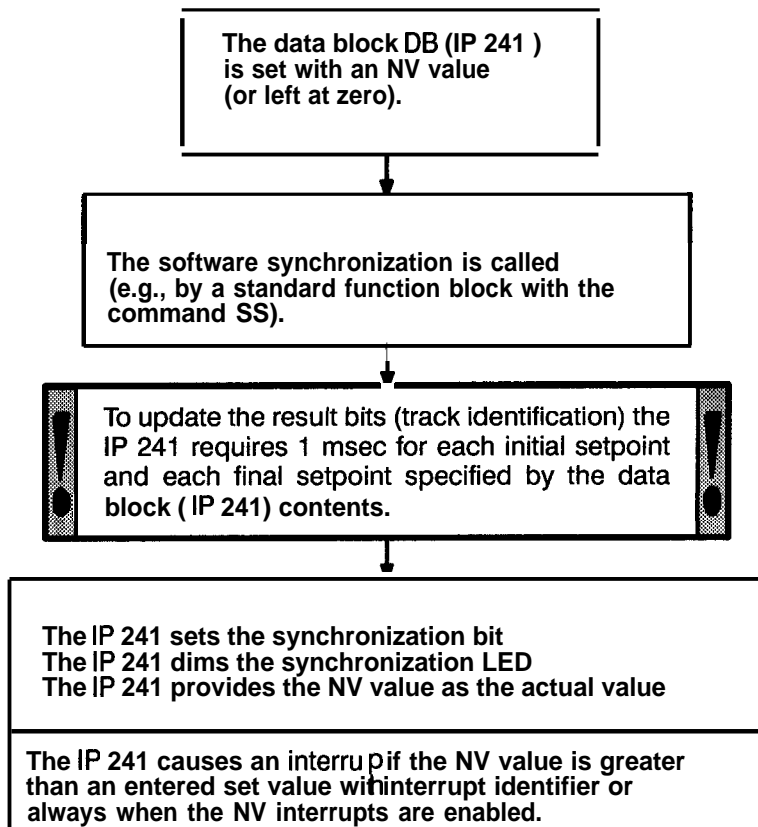 The data block DB (IP 241 )
is set with an NV value
(or left at zero).
The software synchronization is called
(e.g., by a standard function block with the
command SS).
! To update the result bits (track identification) the !
IP 241 requires 1 msec for each initial setpoint
and each final setpoint specified by the data
block ( IP 241) contents.
The IP 241 sets the synchronization bit
The IP 241 dims the synchronization LED
The IP 241 provides the NV value as the actual value
The IP 241 causes an interrup if the NV value is greater
than an entered set value with interrupt identifier or
always when the NV interrupts are enabled.